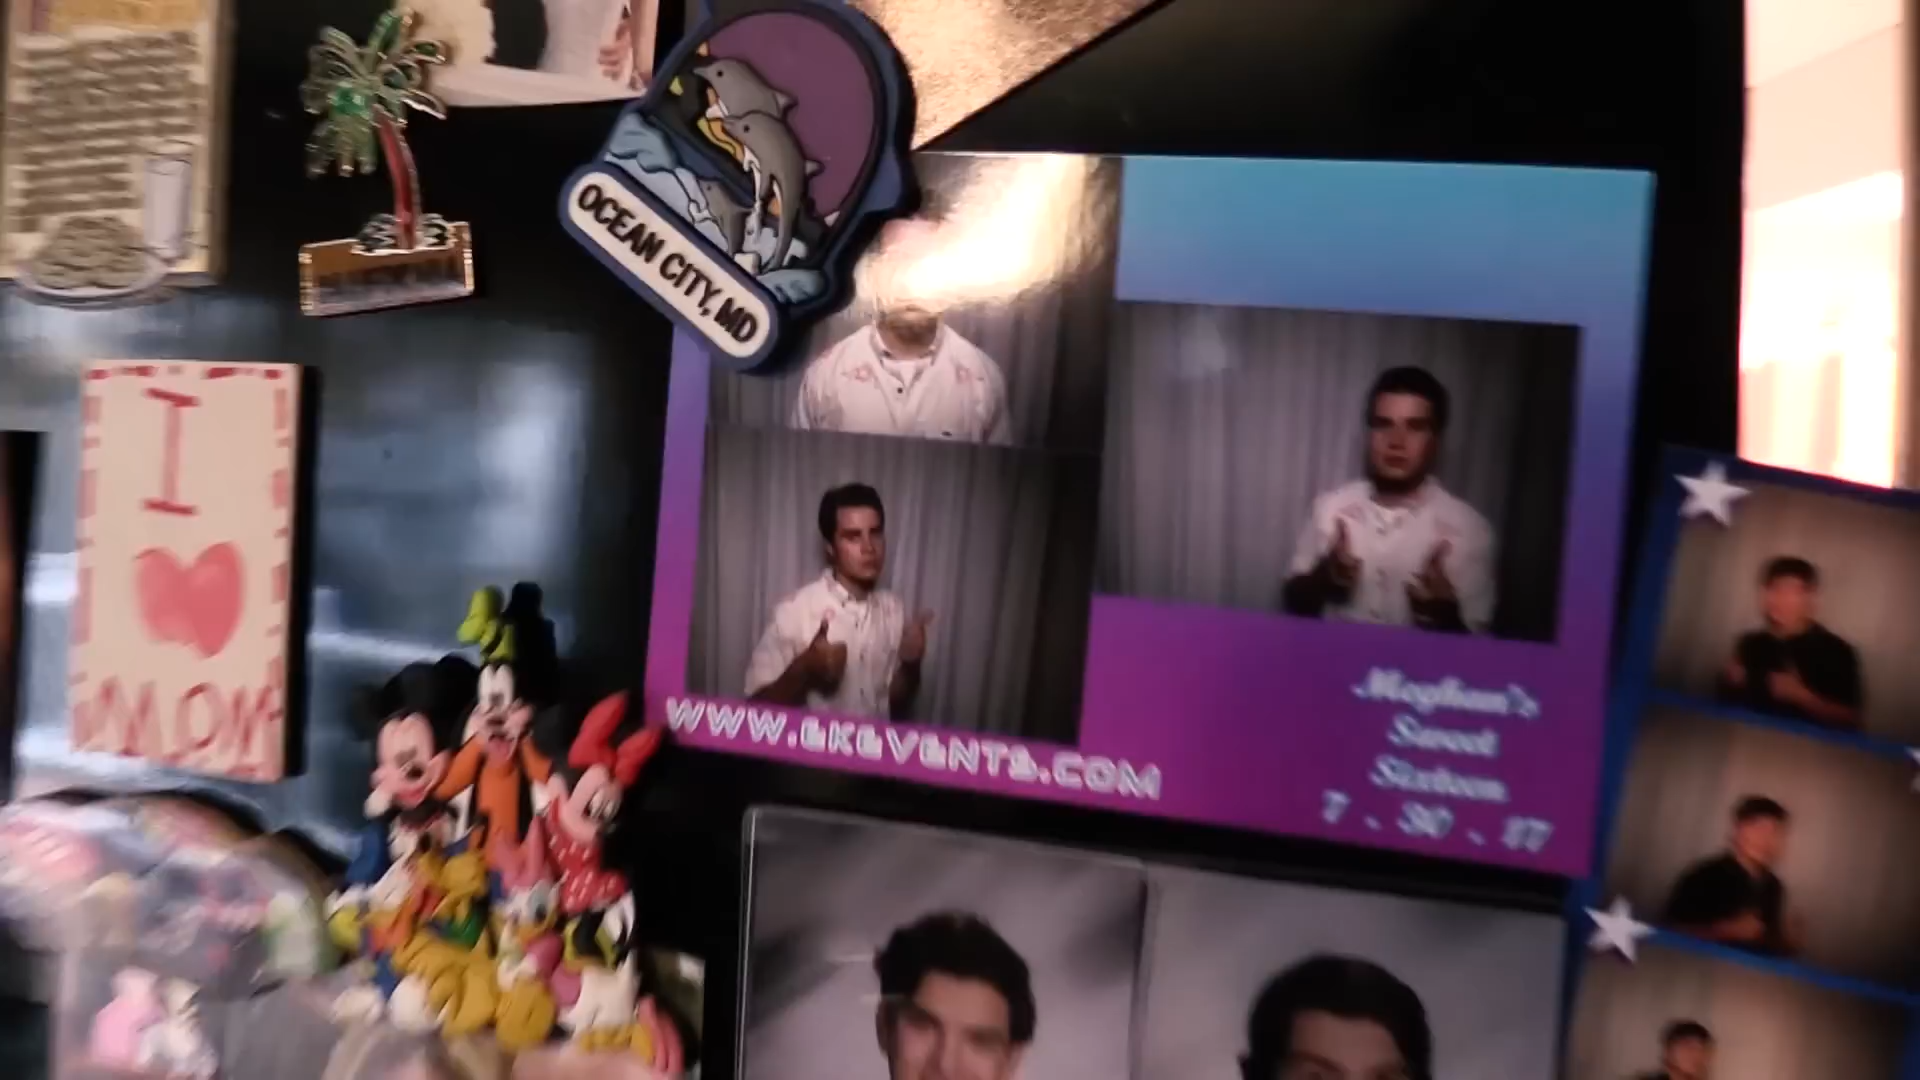 OCEAN CITY, MD
I
MOM
WWW.EKEVENTS.COM
Meghan's
Sweet
Sixteen
7 . 30 . 17